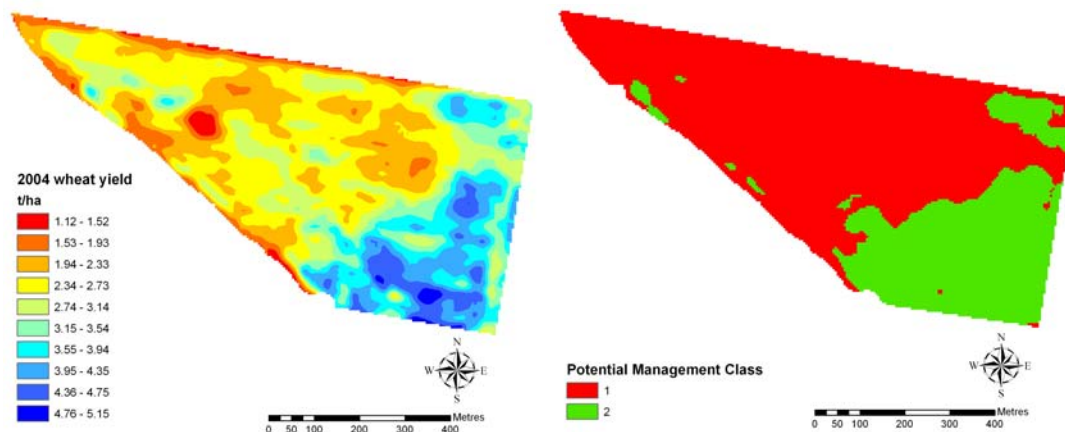 2004 wheat yield
t/ha
1.12 - 1.52
1.53 - 1.93
1.94 - 2.33
2.34 - 2.73
2.74 - 3.14
3.15 - 3.54
3.55 - 3.94
3.95 - 4.35
4.36 - 4.75
4.76 - 5.15
N
W E
S
Metres
0 50 100 200 300 400
Potential Management Class
1
2
N
W E
S
Metres
0 50 100 200 300 400